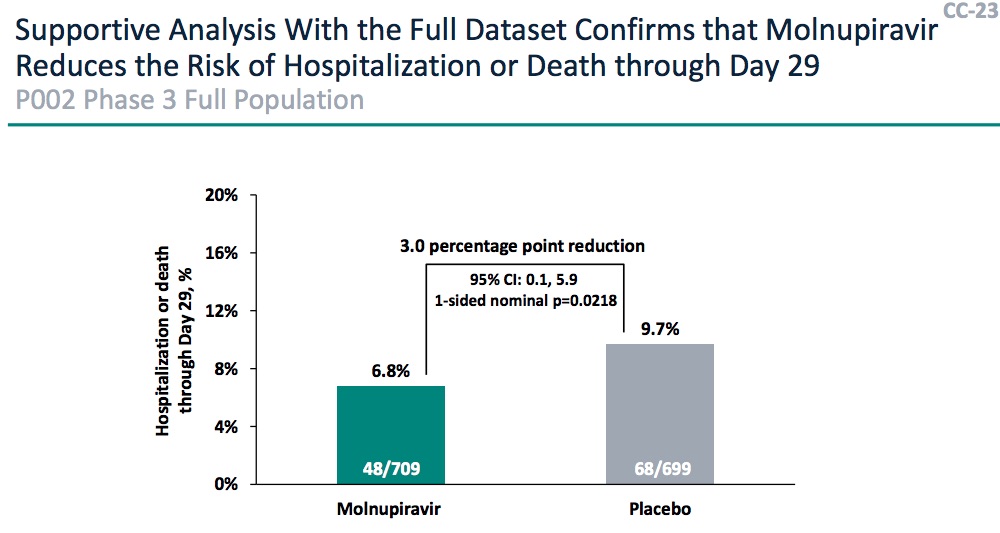 CC-23
Supportive Analysis With the Full Dataset Confirms that Molnupiravir
Reduces the Risk of Hospitalization or Death through Day 29
P002 Phase 3 Full Population
Hospitalization or death
through Day 29, %
20%
16%
12%
8%
4%
0%
3.0 percentage point reduction
95% CI: 0.1, 5.9
1-sided nominal p=0.0218
6.8%
9.7%
48/709
68/699
Molnupiravir
Placebo